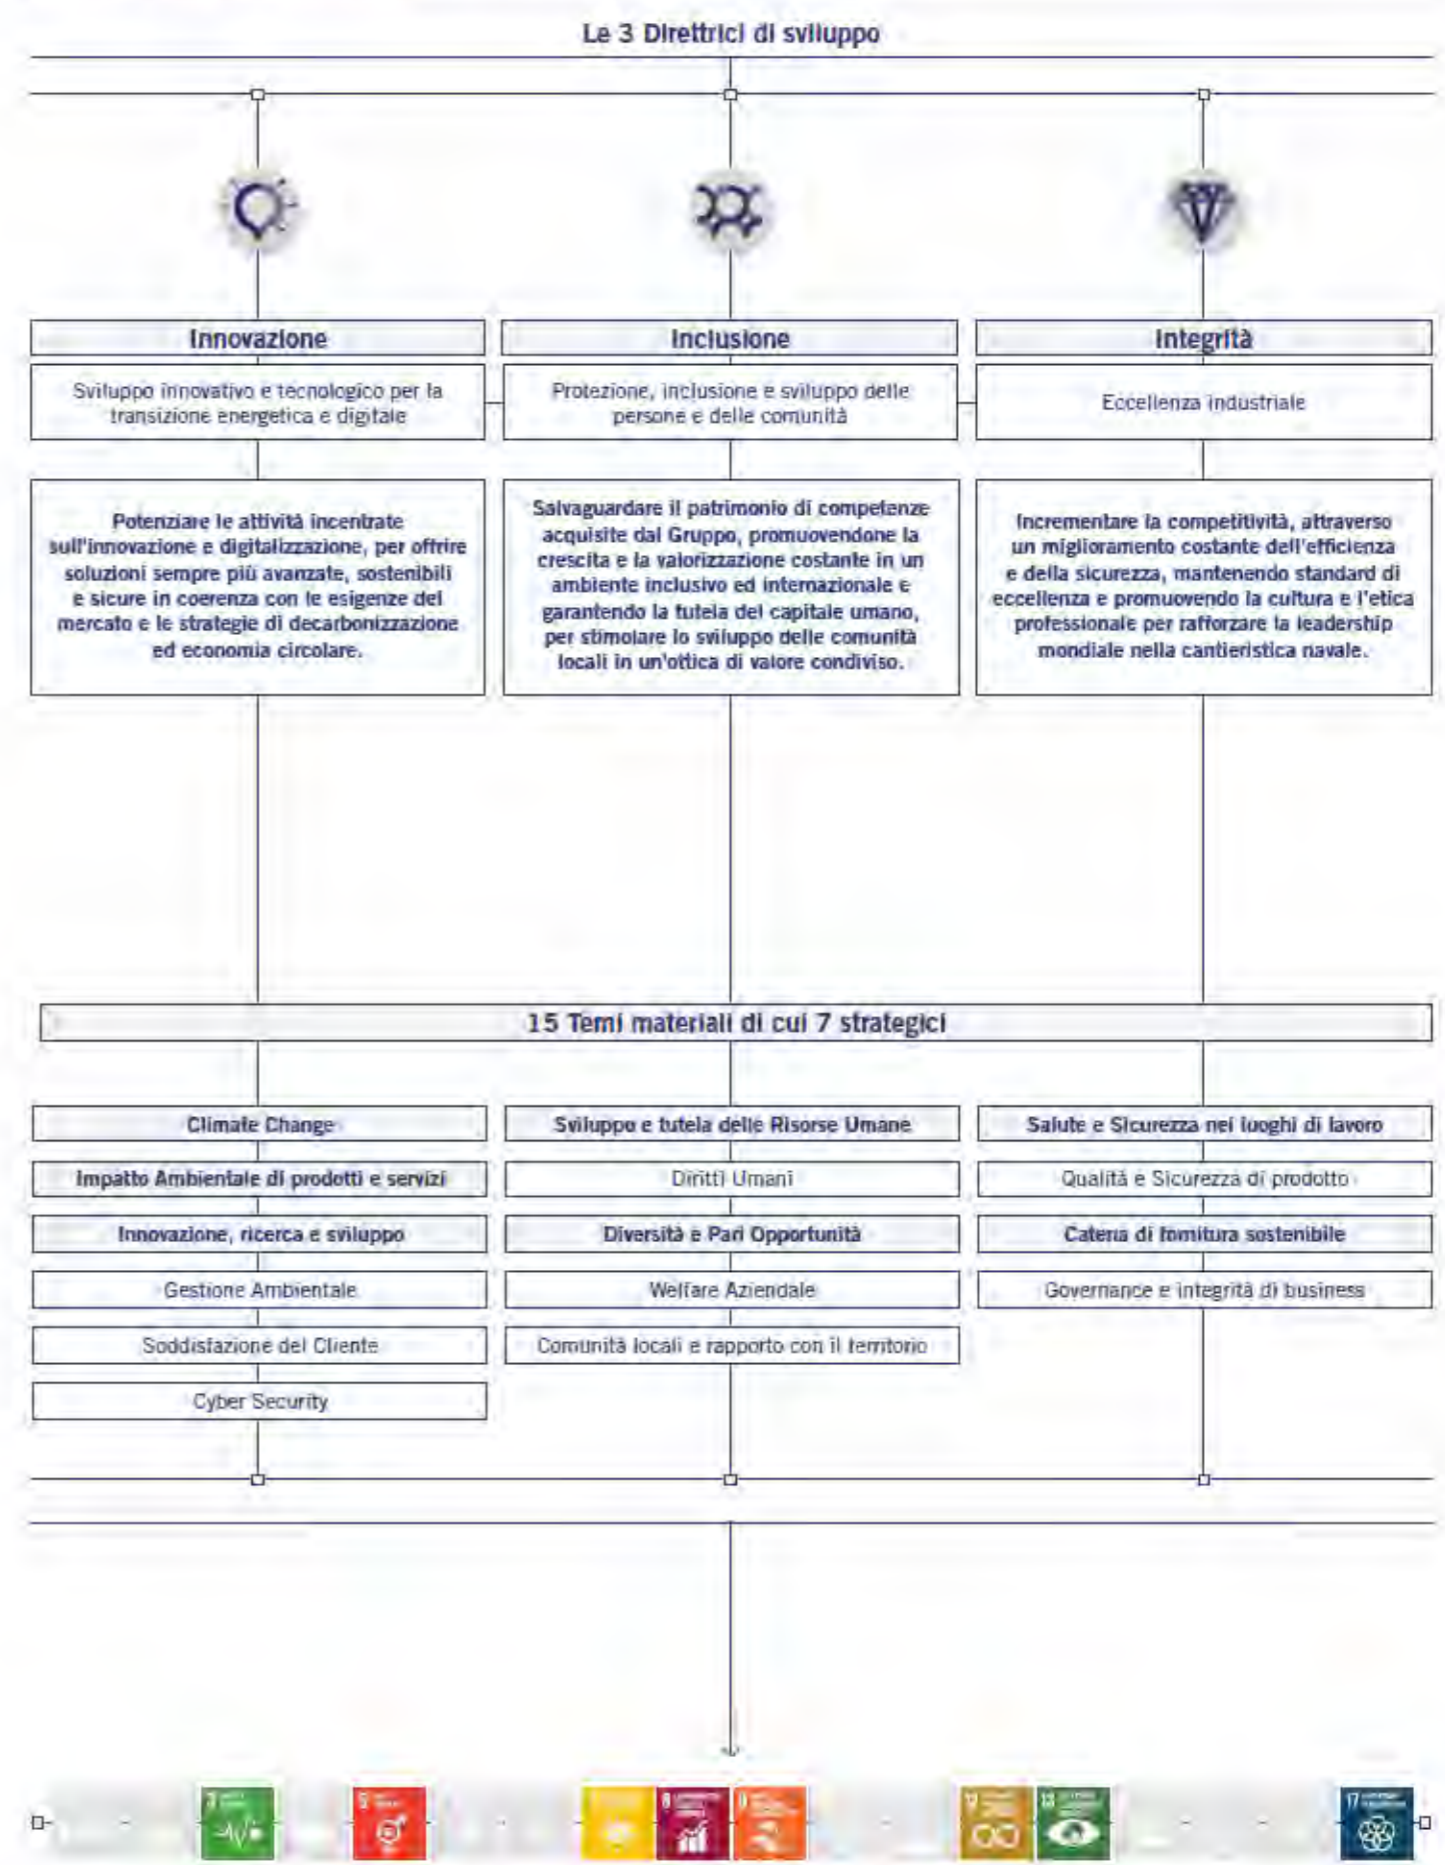 Le 3 Direttrici di sviluppo
Innovazione
Sviluppo innovativo e tecnologico per la
transizione energetica e digitale
Potenziare le attività incentrate
sull'innovazione e digitalizzazione, per offrire
soluzioni sempre più avanzate, sostenibili
e sicure in coerenza con le esigenze del
mercato e le strategie di decarbonizzazione
ed economia circolare.
Inclusione
Protezione, inclusione e sviluppo delle
persone e delle comunità
Salvaguardare il patrimonio di competenze
acquisite dal Gruppo, promuovendone la
crescita e la valorizzazione costante in un
ambiente inclusivo ed internazionale e
garantendo la tutela del capitale umano,
per stimolare lo sviluppo delle comunità
locali in un'ottica di valore condiviso.
Integrità
Eccellenza industriale
Incrementare la competitività, attraverso
un miglioramento costante dell'efficienza
e della sicurezza, mantenendo standard di
eccellenza e promuovendo la cultura e l'etica
professionale per rafforzare la leadership
mondiale nella cantieristica navale.
15 Temi materiali di cui 7 strategici
Climate Change
Impatto Ambientale di prodotti e servizi
Innovazione, ricerca e sviluppo
Gestione Ambientale
Soddisfazione del Cliente
Cyber Security
Sviluppo e tutela delle Risorse Umane
Diritti Umani
Diversità e Pari Opportunità
Welfare Aziendale
Comunità locali e rapporto con il territorio
Salute e Sicurezza nei luoghi di lavoro
Qualità e Sicurezza di prodotto
Catena di fornitura sostenibile
Governance e integrità di business
3
5
8
9
12
17